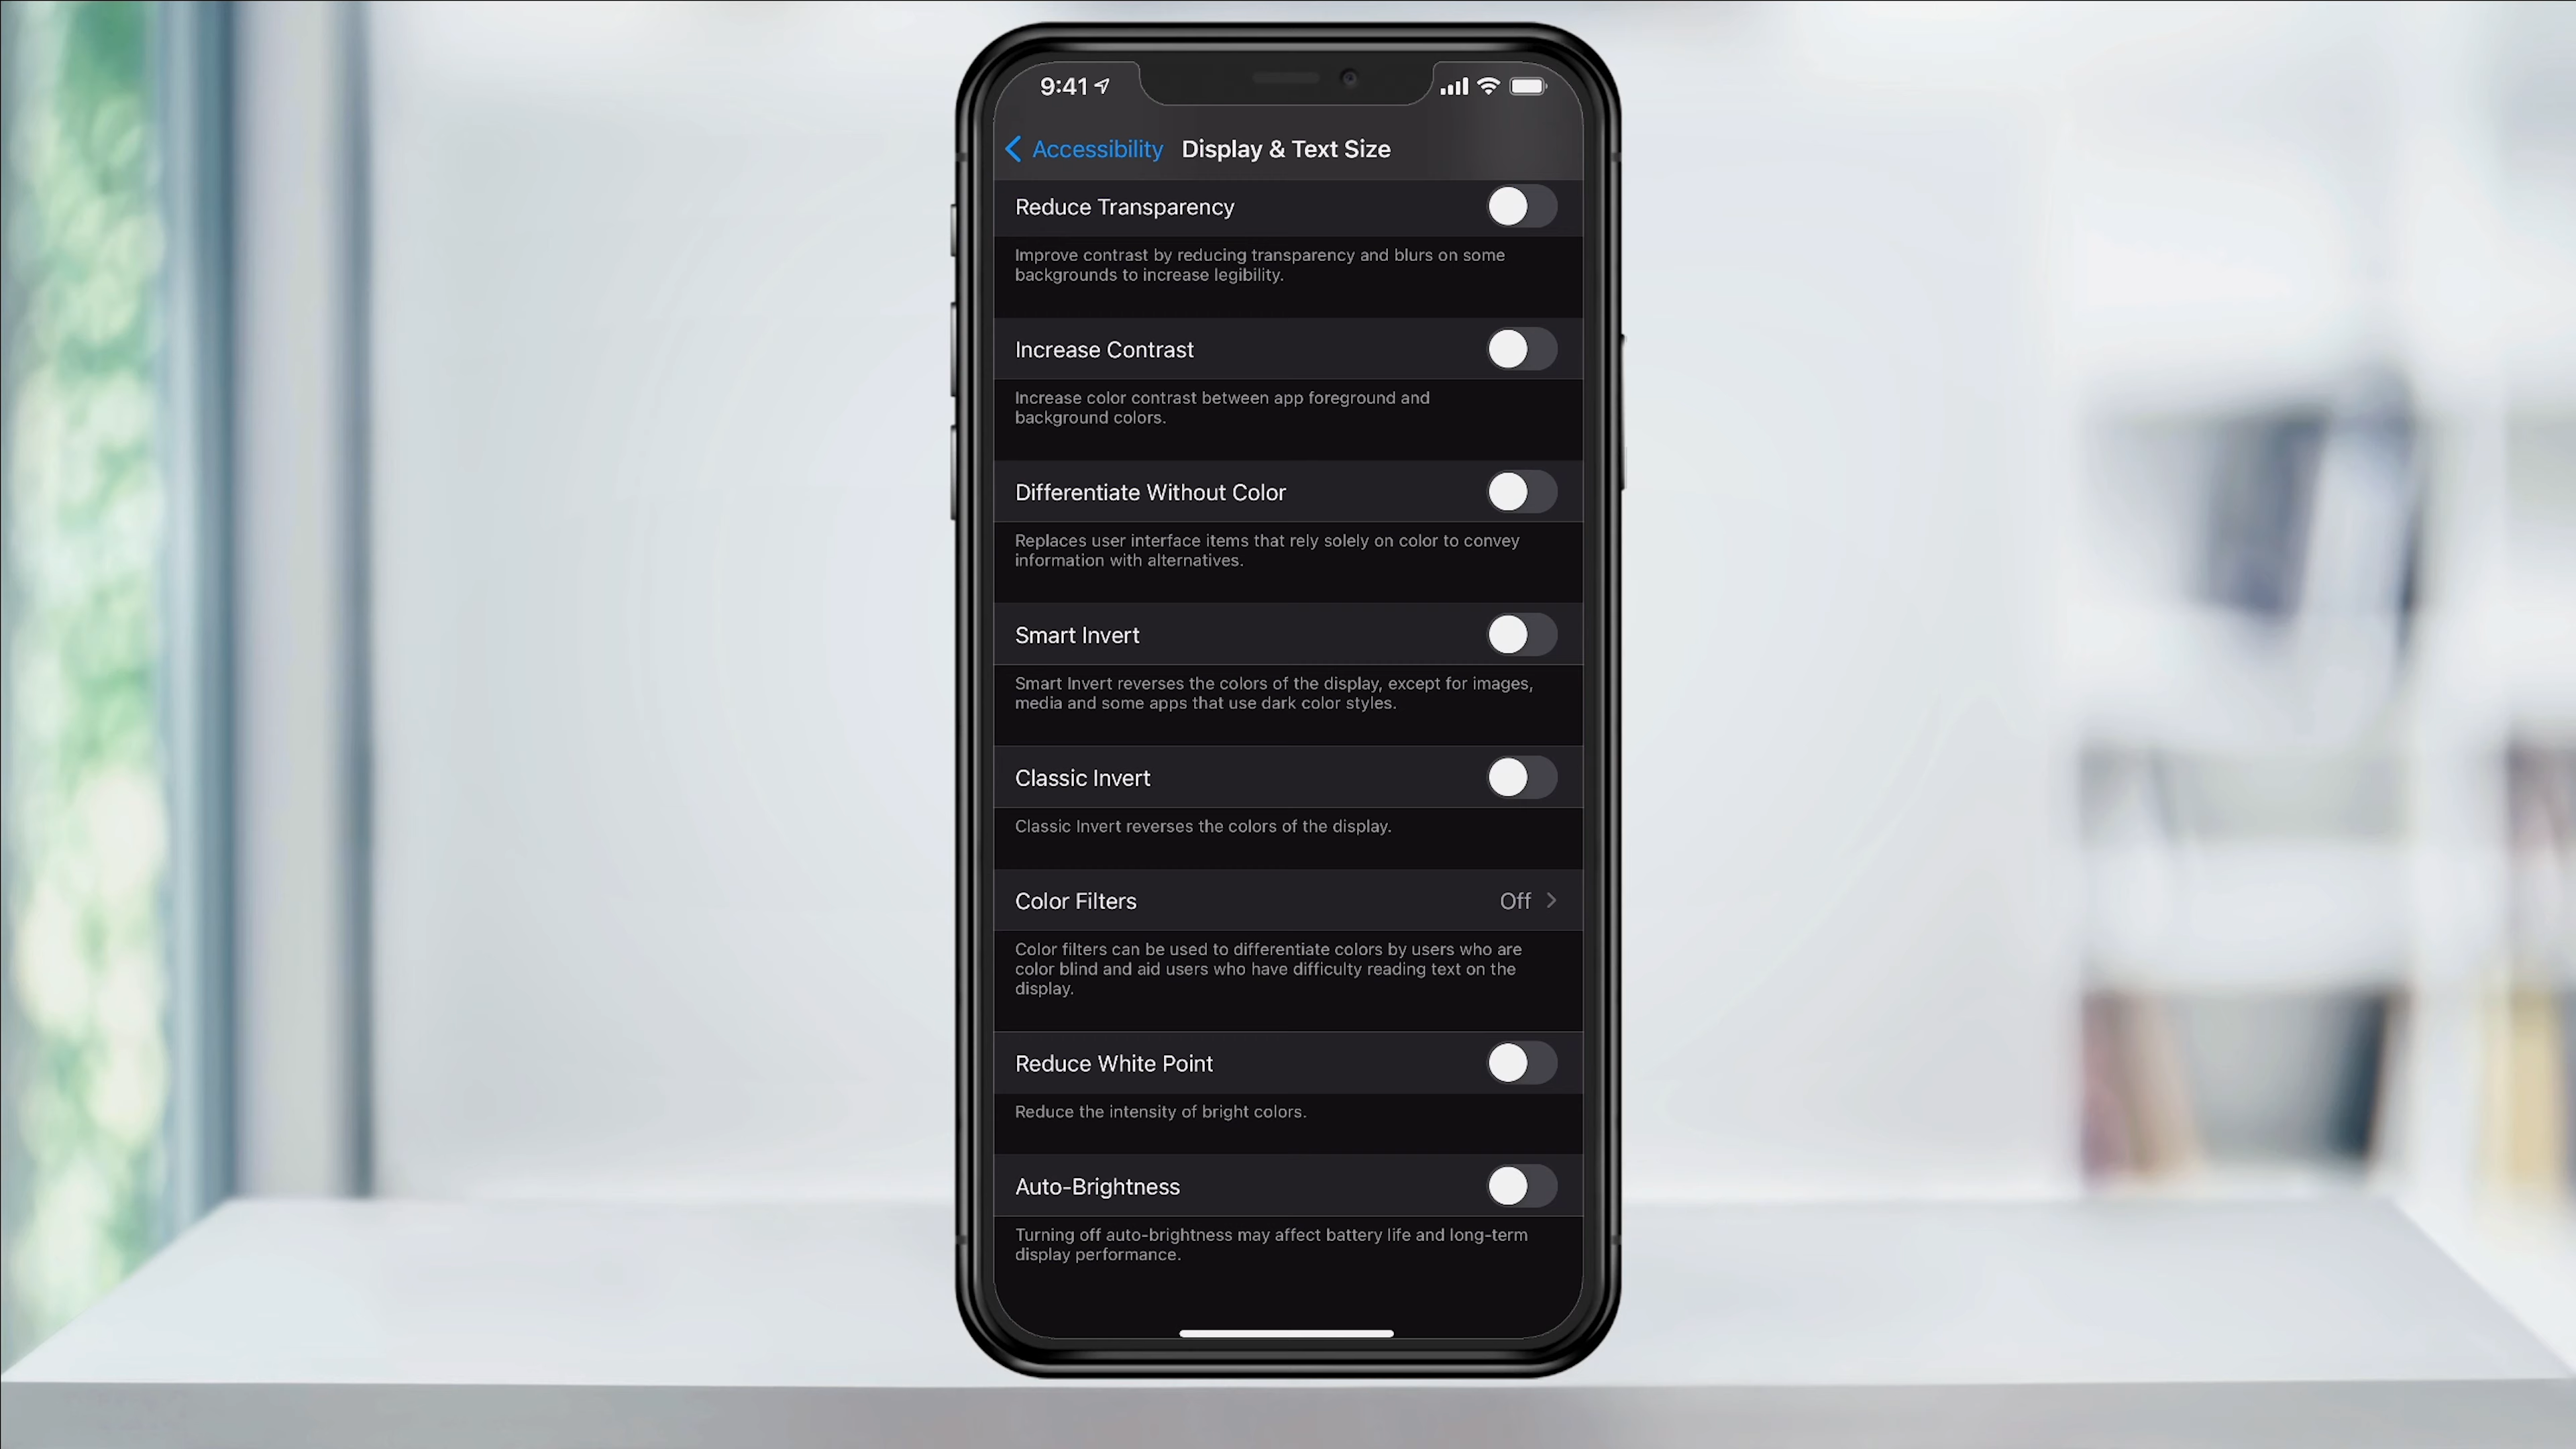 9:41
Accessibility Display & Text Size
Reduce Transparency
Improve contrast by reducing transparency and blurs on some
backgrounds to increase legibility.
Increase Contrast
Increase color contrast between app foreground and
background colors.
Differentiate Without Color
Replaces user interface items that rely solely on color to convey
information with alternatives.
Smart Invert
Smart Invert reverses the colors of the display, except for images,
media and some apps that use dark color styles.
Classic Invert
Classic Invert reverses the colors of the display.
Color Filters Off
Color filters can be used to differentiate colors by users who are
color blind and aid users who have difficulty reading text on the
display.
Reduce White Point
Reduce the intensity of bright colors.
Auto-Brightness
Turning off auto-brightness may affect battery life and long-term
display performance.